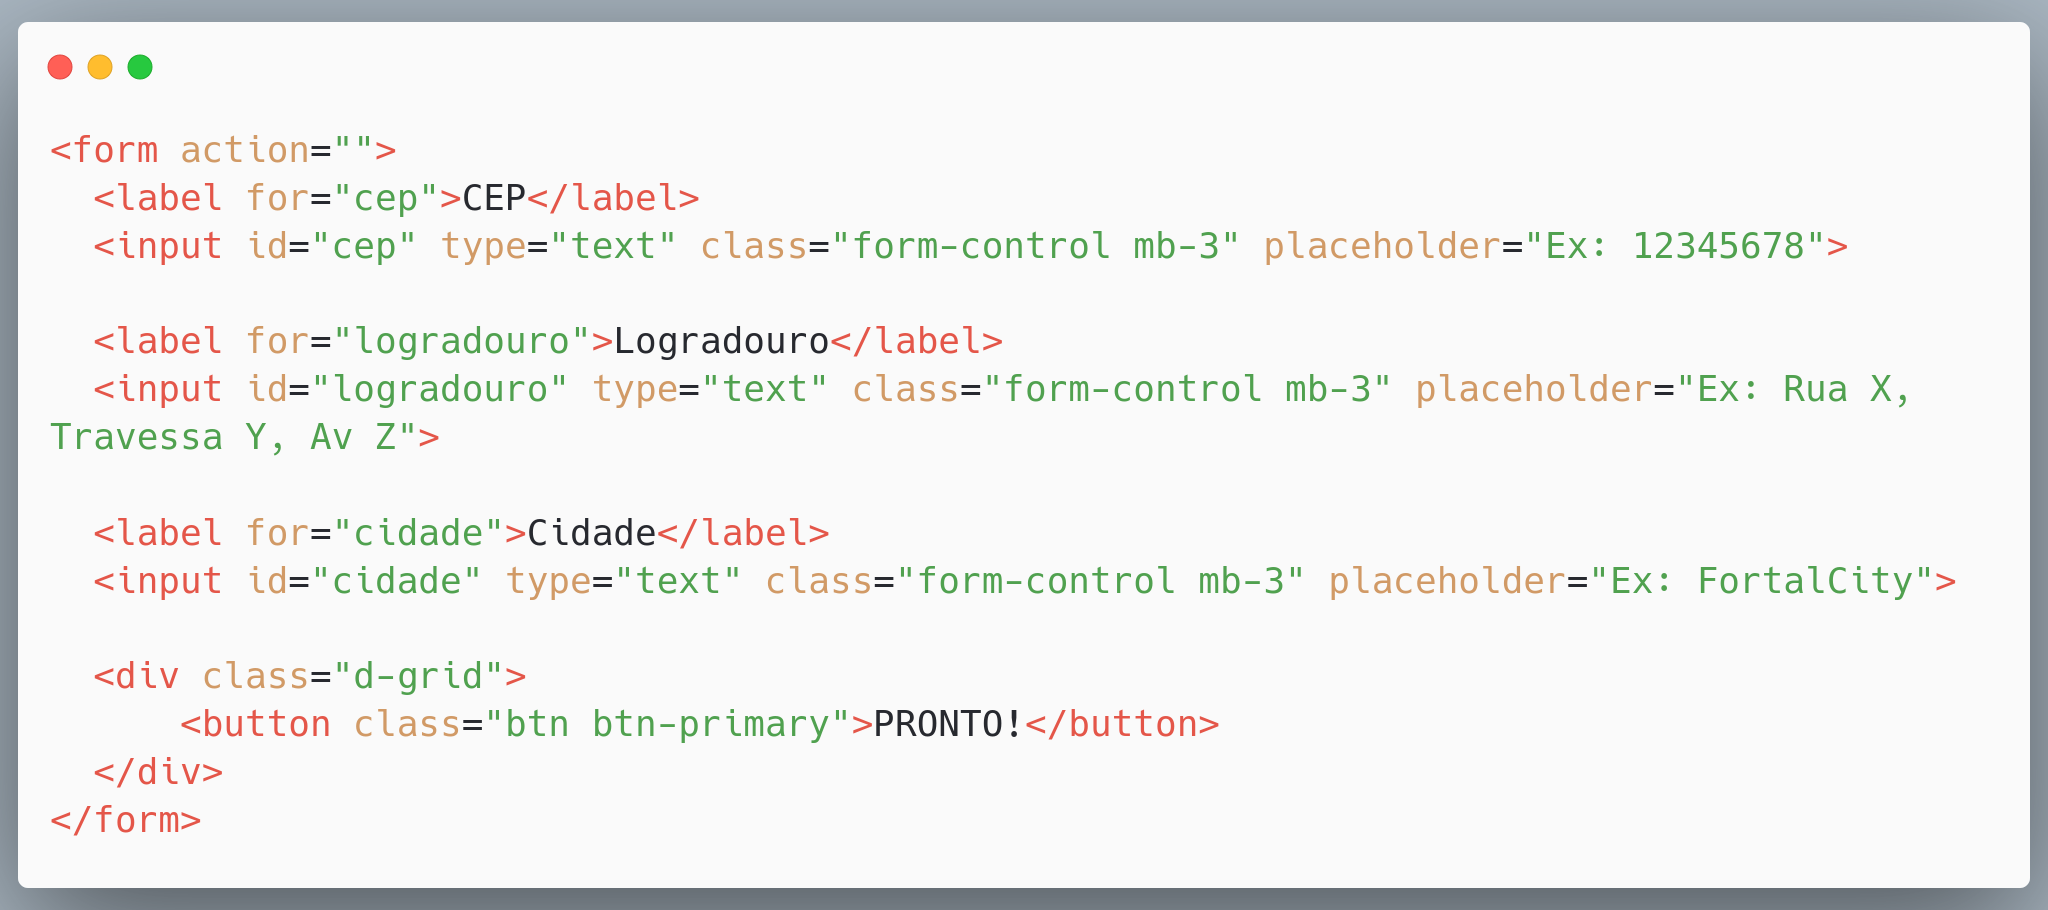 <form action="">
  <label for="cep">CEP</label>
  <input id="cep" type="text" class="form-control mb-3" placeholder="Ex: 12345678">

  <label for="logradouro">Logradouro</label>
  <input id="logradouro" type="text" class="form-control mb-3" placeholder="Ex: Rua X,
Travessa Y, Av Z">

  <label for="cidade">Cidade</label>
  <input id="cidade" type="text" class="form-control mb-3" placeholder="Ex: FortalCity">

  <div class="d-grid">
      <button class="btn btn-primary">PRONTO!</button>
  </div>
</form>